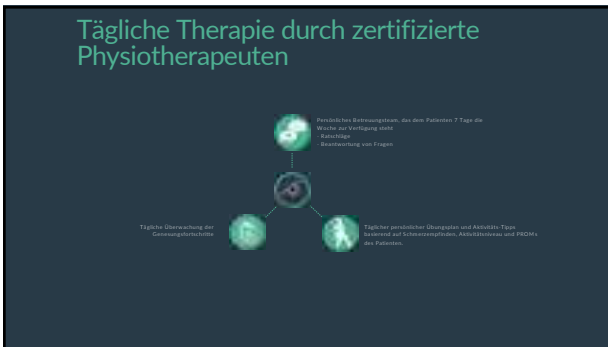 Tägliche Therapie durch zertifizierte
Physiotherapeuten
Persönliches Betreuungsteam, das dem Patienten 7 Tage die
Woche zur Verfügung steht
- Ratschläge
- Beantwortung von Fragen
Tägliche Überwachung der
Genesungsfortschritte
Täglicher persönlicher Übungsplan und Aktivitäts-Tipps
basierend auf Schmerzempfinden, Aktivitätsniveau und PROMs
des Patienten.